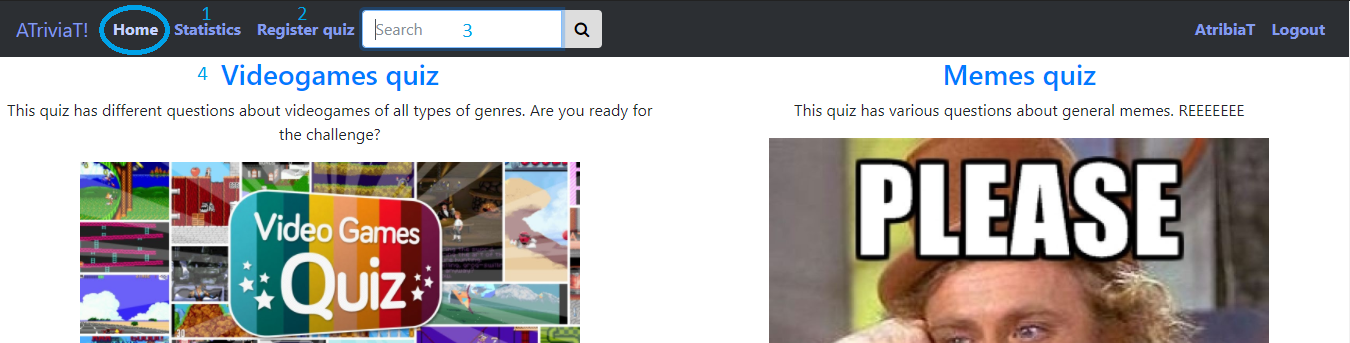 1 2
ATriviaT! Home Statistics Register quiz Search 3 AtribiaT Logout
4 Videogames quiz
This quiz has different questions about videogames of all types of genres. Are you ready for
the challenge?
Video Games
Quiz
Memes quiz
This quiz has various questions about general memes. REEEEEEE
PLEASE